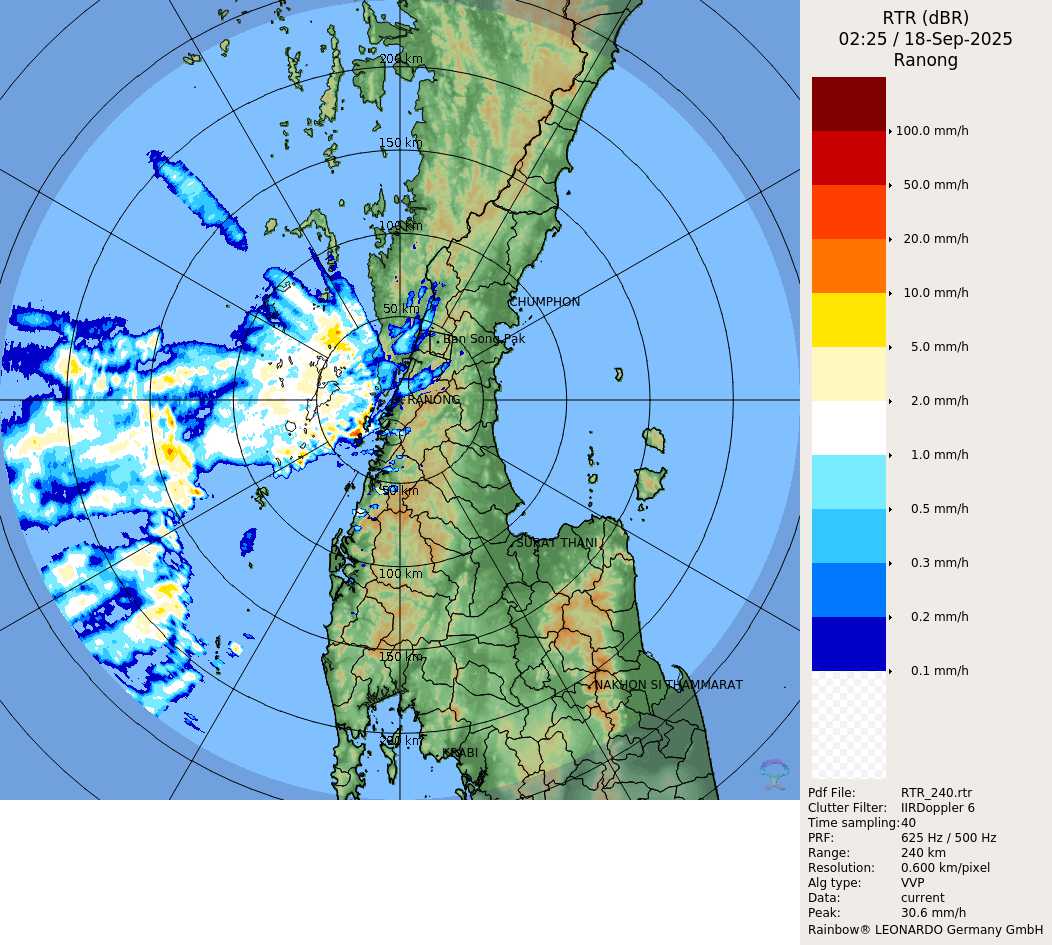 RTR (dBR)
02:25 / 18-Sep-2025
Ranong
200 km
150 km
100 km
50 km
CHUMPHON
Ban Song Pak
RANONG
50 km
SURAT THANI
100 km
150 km
NAKHON SI THAMMARAT
200 km
KRABI
100.0 mm/h
50.0 mm/h
20.0 mm/h
10.0 mm/h
5.0 mm/h
2.0 mm/h
1.0 mm/h
0.5 mm/h
0.3 mm/h
0.2 mm/h
0.1 mm/h
Pdf File: RTR_240.rtr
Clutter Filter: IIRDoppler 6
Time sampling:40
PRF: 625 Hz / 500 Hz
Range: 240 km
Resolution: 0.600 km/pixel
Alg type: VVP
Data: current
Peak: 30.6 mm/h
Rainbow® LEONARDO Germany GmbH